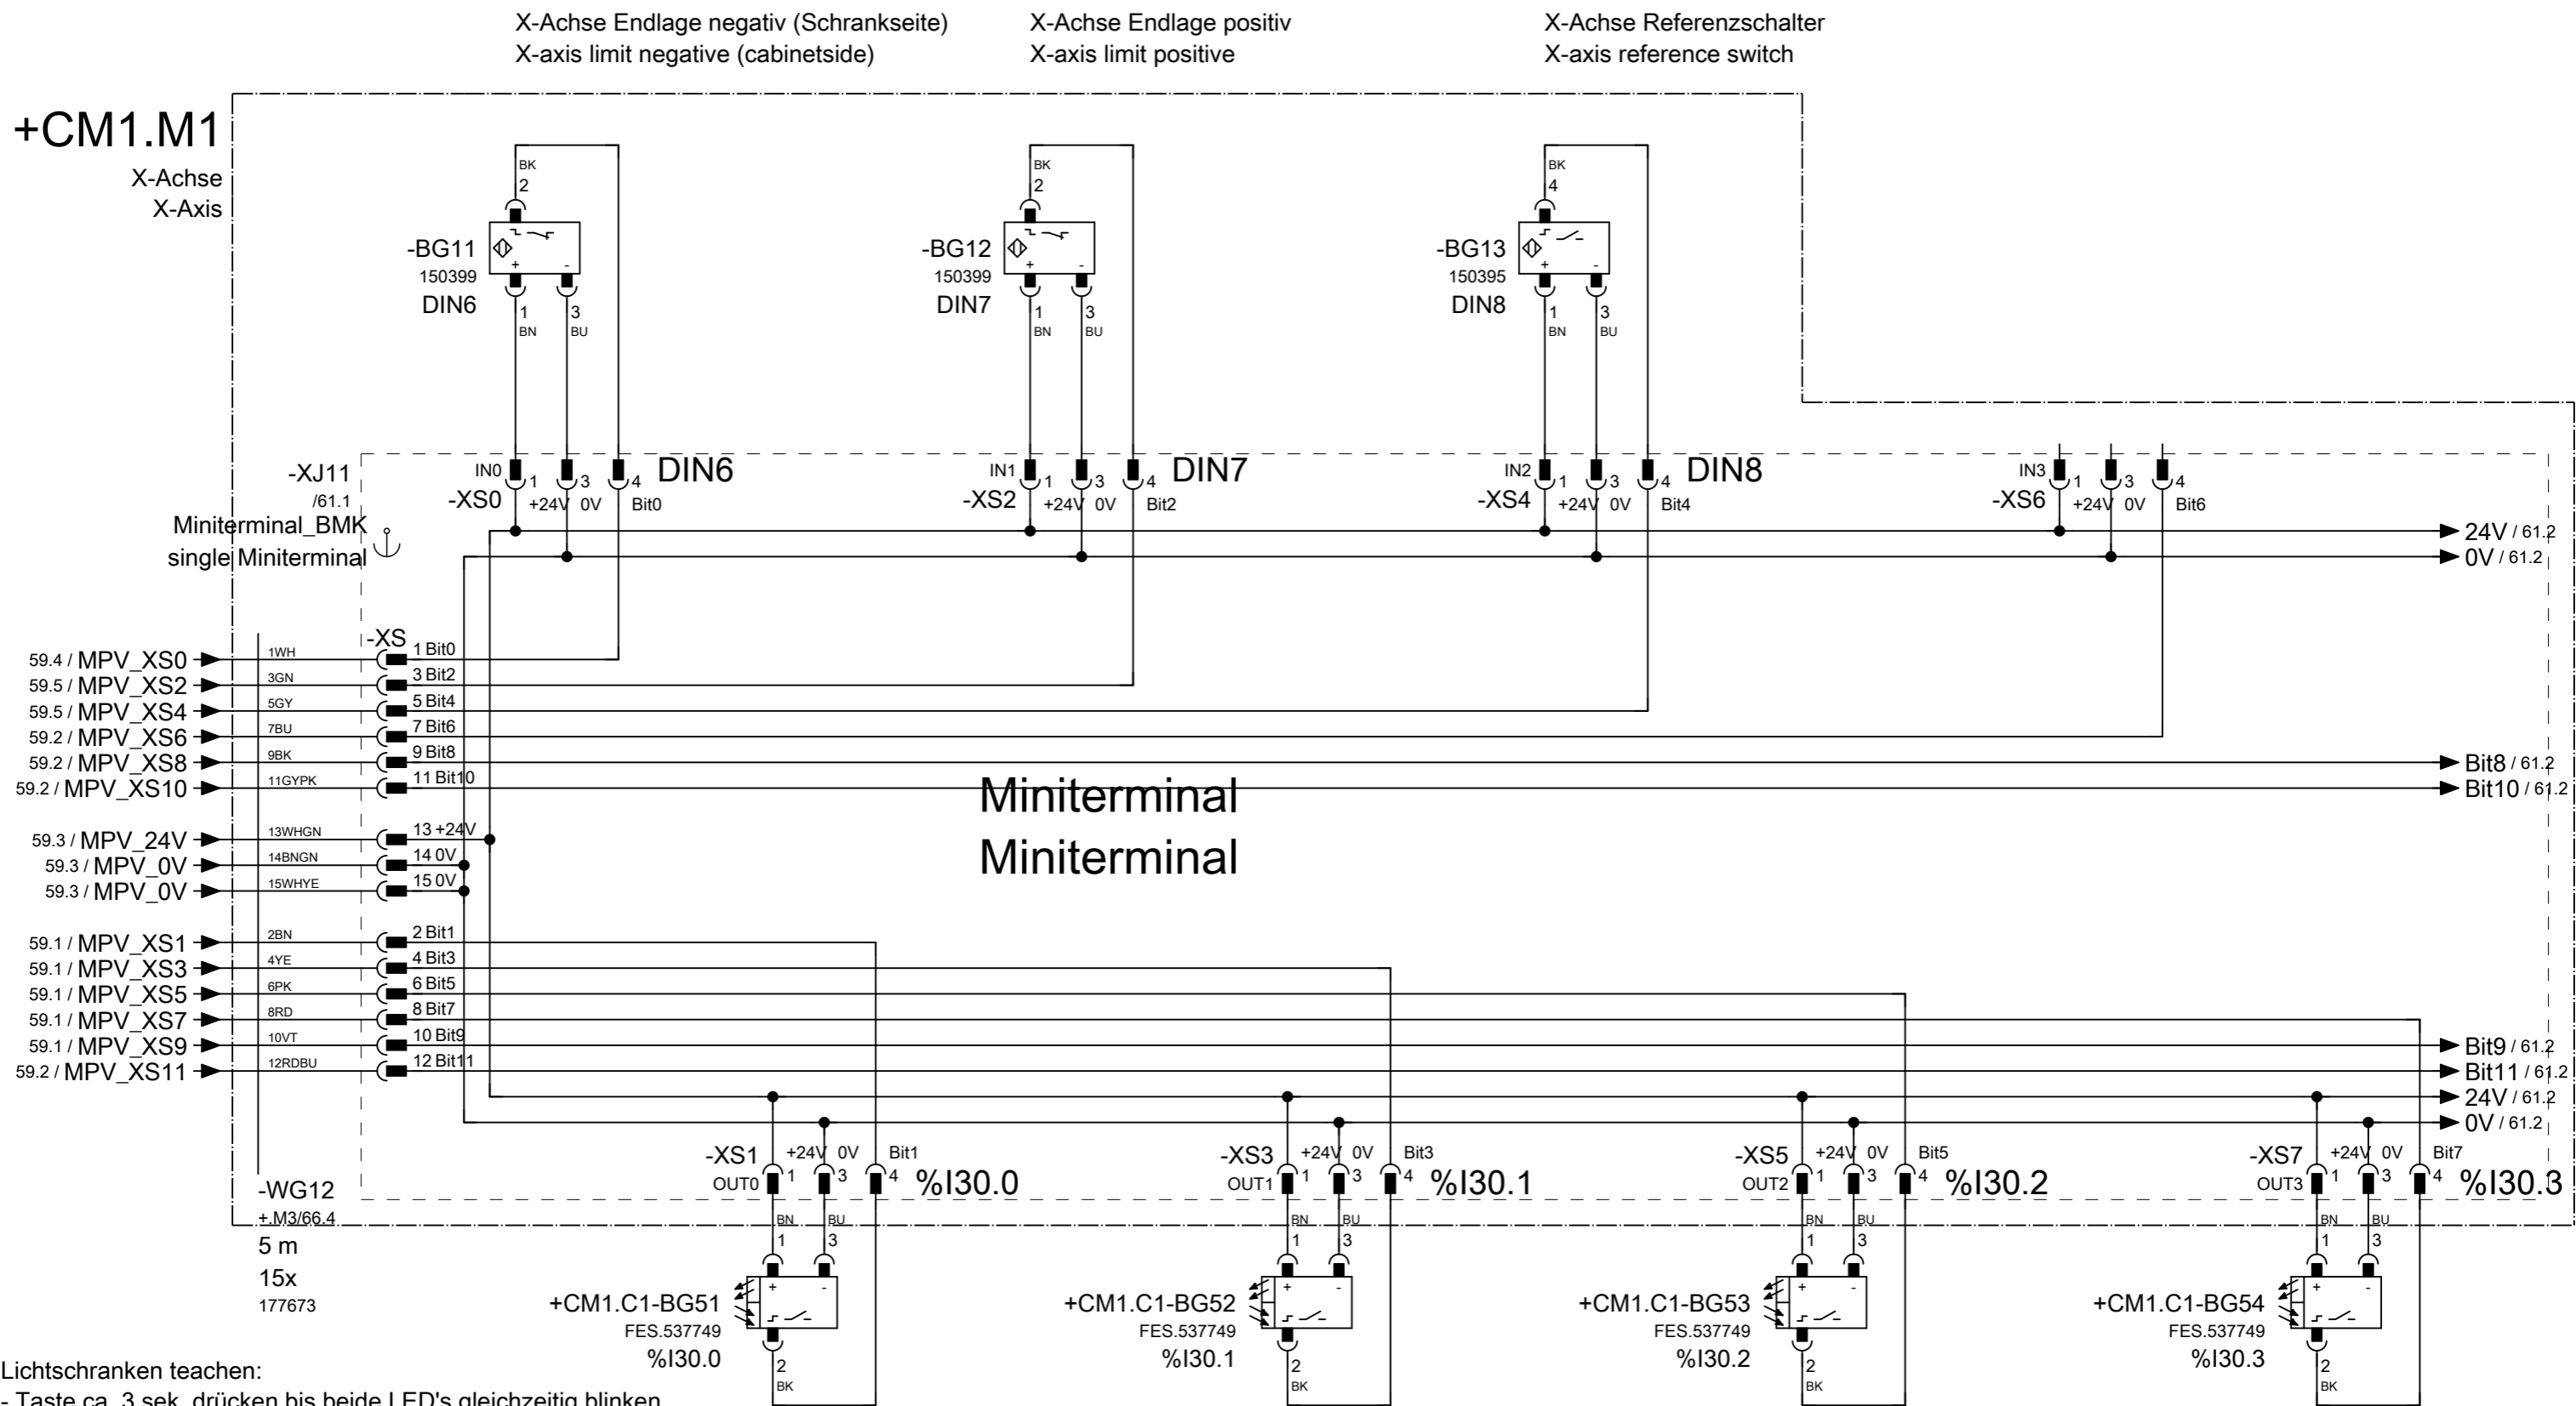 X-Achse Endlage negativ (Schrankseite)
X-axis limit negative (cabinetside)
X-Achse Endlage positiv
X-axis limit positive
X-Achse Referenzschalter
X-axis reference switch
+CM1.M1
X-Achse
X-Axis
BK
2
-BG11
150399
DIN6
+ -
1 3
BN BU
BK
2
-BG12
150399
DIN7
+ -
1 3
BN BU
BK
4
-BG13
150395
DIN8
+ -
1 3
BN BU
-XJ11
/61.1
Miniterminal_BMK
single Miniterminal
IN0 1 3 4 DIN6
-XS0 +24V 0V Bit0
IN1 1 3 4 DIN7
-XS2 +24V 0V Bit2
IN2 1 3 4 DIN8
-XS4 +24V 0V Bit4
IN3 1 3 4
-XS6 +24V 0V Bit6
24V / 61.2
0V / 61.2
-XS
59.4 / MPV_XS0 1WH 1 Bit0
59.5 / MPV_XS2 3GN 3 Bit2
59.5 / MPV_XS4 5GY 5 Bit4
59.2 / MPV_XS6 7BU 7 Bit6
59.2 / MPV_XS8 9BK 9 Bit8 Bit8 / 61.2
59.2 / MPV_XS10 11GYPK 11 Bit10 Bit10 / 61.2
Miniterminal
Miniterminal
59.3 / MPV_24V 13WHGN 13 +24V
59.3 / MPV_0V 14BNGN 14 0V
59.3 / MPV_0V 15WHYE 15 0V
59.1 / MPV_XS1 2BN 2 Bit1
59.1 / MPV_XS3 4YE 4 Bit3
59.1 / MPV_XS5 6PK 6 Bit5
59.1 / MPV_XS7 8RD 8 Bit7
59.1 / MPV_XS9 10VT 10 Bit9 Bit9 / 61.2
59.2 / MPV_XS11 12RDBU 12 Bit11 Bit11 / 61.2
24V / 61.2
0V / 61.2
-XS1 +24V 0V Bit1
OUT0 1 3 4 %I30.0
-XS3 +24V 0V Bit3
OUT1 1 3 4 %I30.1
-XS5 +24V 0V Bit5
OUT2 1 3 4 %I30.2
-XS7 +24V 0V Bit7
OUT3 1 3 4 %I30.3
-WG12
+.M3/66.4
5 m
15x
177673
BN BU
1 3
+ -
+CM1.C1-BG51
FES.537749
%I30.0
2
BK
BN BU
1 3
+ -
+CM1.C1-BG52
FES.537749
%I30.1
2
BK
BN BU
1 3
+ -
+CM1.C1-BG53
FES.537749
%I30.2
2
BK
BN BU
1 3
+ -
+CM1.C1-BG54
FES.537749
%I30.3
2
BK
Lichtschranken teachen:
- Taste ca. 3 sek. drücken bis beide LED's gleichzeitig blinken